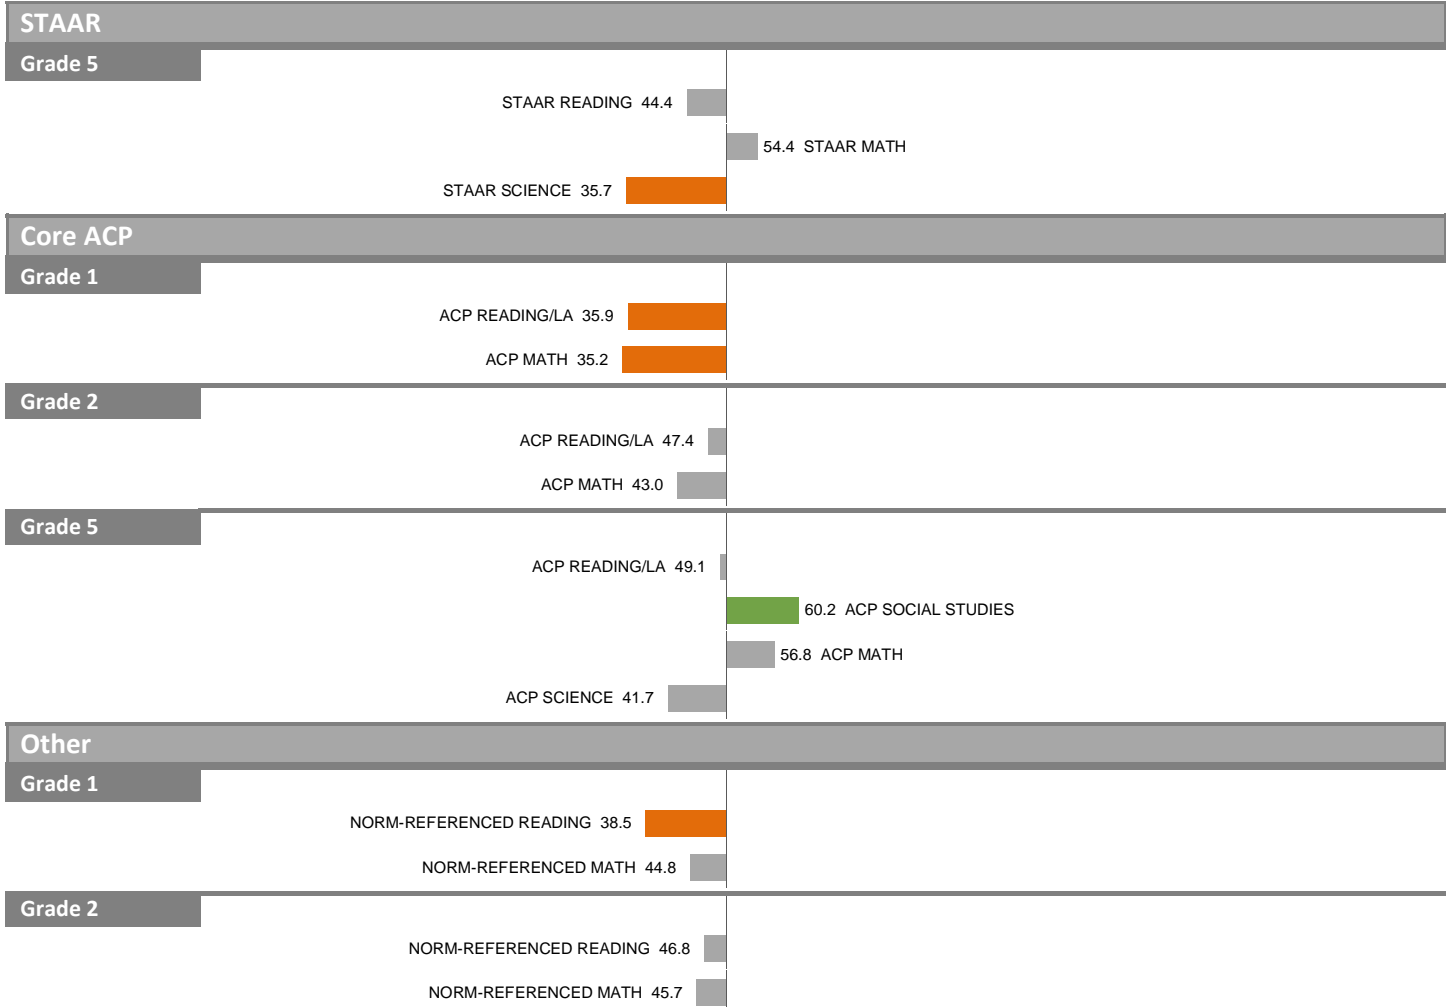 STAAR
Grade 5
STAAR READING 44.4
54.4 STAAR MATH
STAAR SCIENCE 35.7
Core ACP
Grade 1
ACP READING/LA 35.9
ACP MATH 35.2
Grade 2
ACP READING/LA 47.4
ACP MATH 43.0
Grade 5
ACP READING/LA 49.1
60.2 ACP SOCIAL STUDIES
56.8 ACP MATH
ACP SCIENCE 41.7
Other
Grade 1
NORM-REFERENCED READING 38.5
NORM-REFERENCED MATH 44.8
Grade 2
NORM-REFERENCED READING 46.8
NORM-REFERENCED MATH 45.7